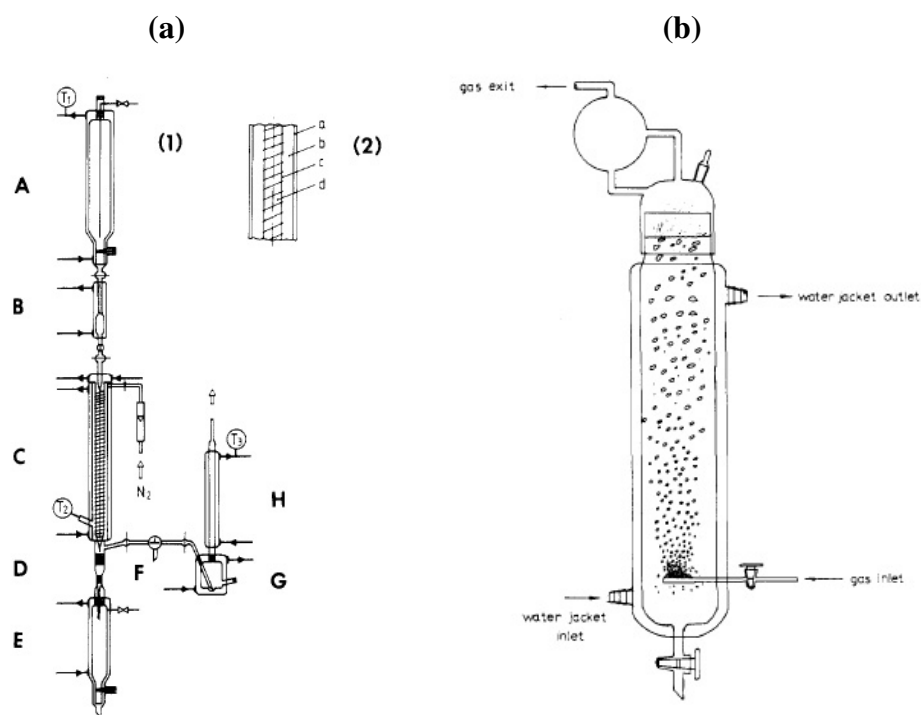 (a)
(b)
T1
(1)
(2)
a
b
c
d
A
B
C
T2
N2
D
E
F
G
H
T3
gas exit
water jacket outlet
gas inlet
water jacket
inlet